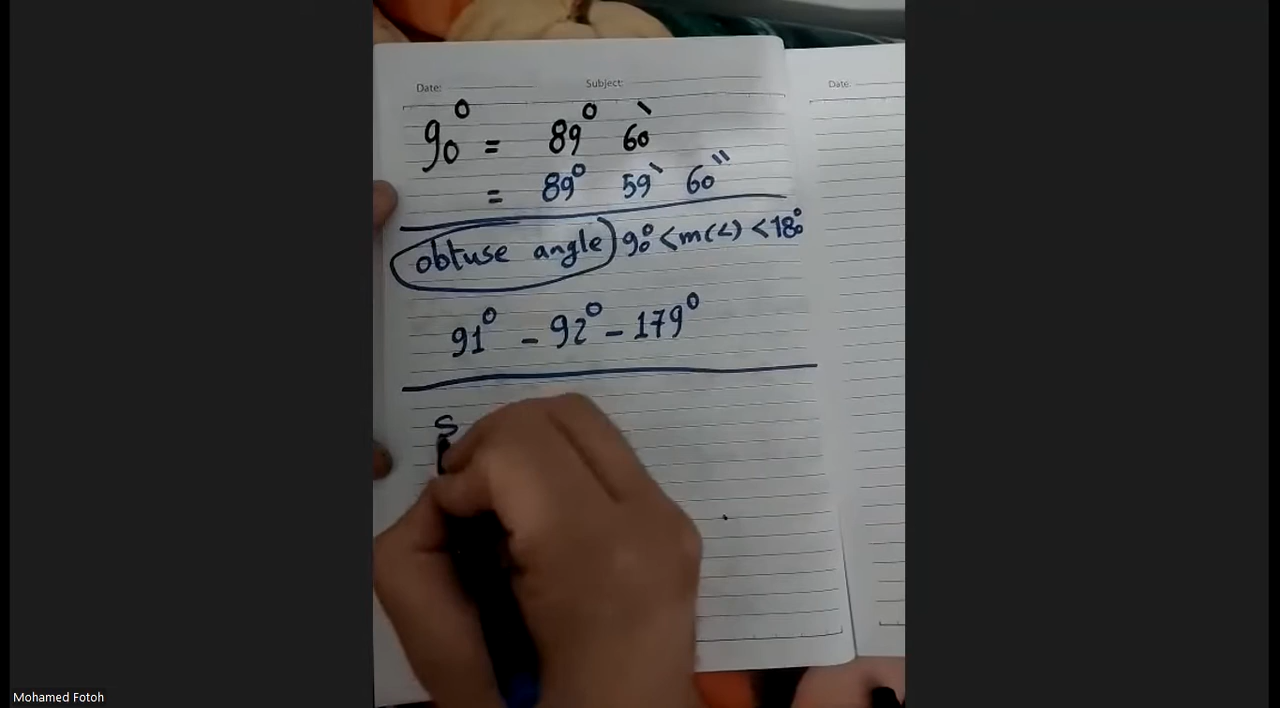 Date: Subject: Date:
90° = 89° 60`
= 89° 59` 60``
obtuse angle 90° < m(∠) < 180°
91° - 92° - 179°
S
Mohamed Fotoh